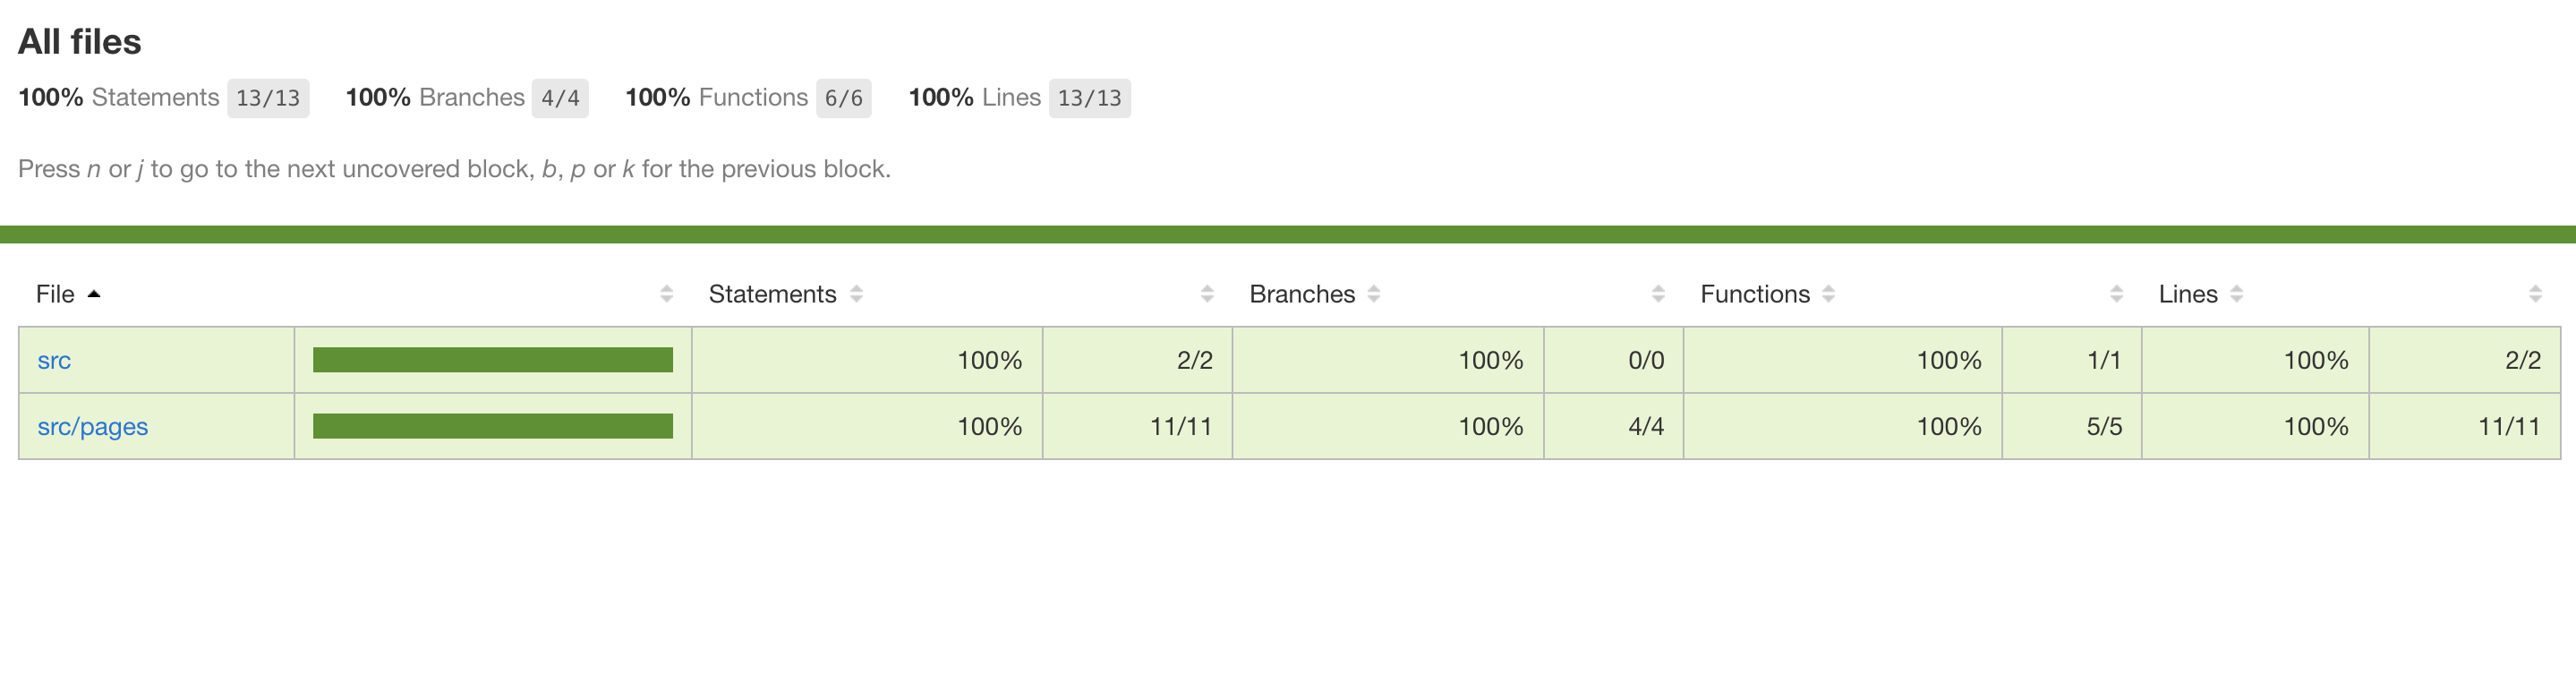 All files
100% Statements 13/13 100% Branches 4/4 100% Functions 6/6 100% Lines 13/13
Press n or j to go to the next uncovered block, b, p or k for the previous block.
File Statements Branches Functions Lines
src 100% 2/2 100% 0/0 100% 1/1 100% 2/2
src/pages 100% 11/11 100% 4/4 100% 5/5 100% 11/11